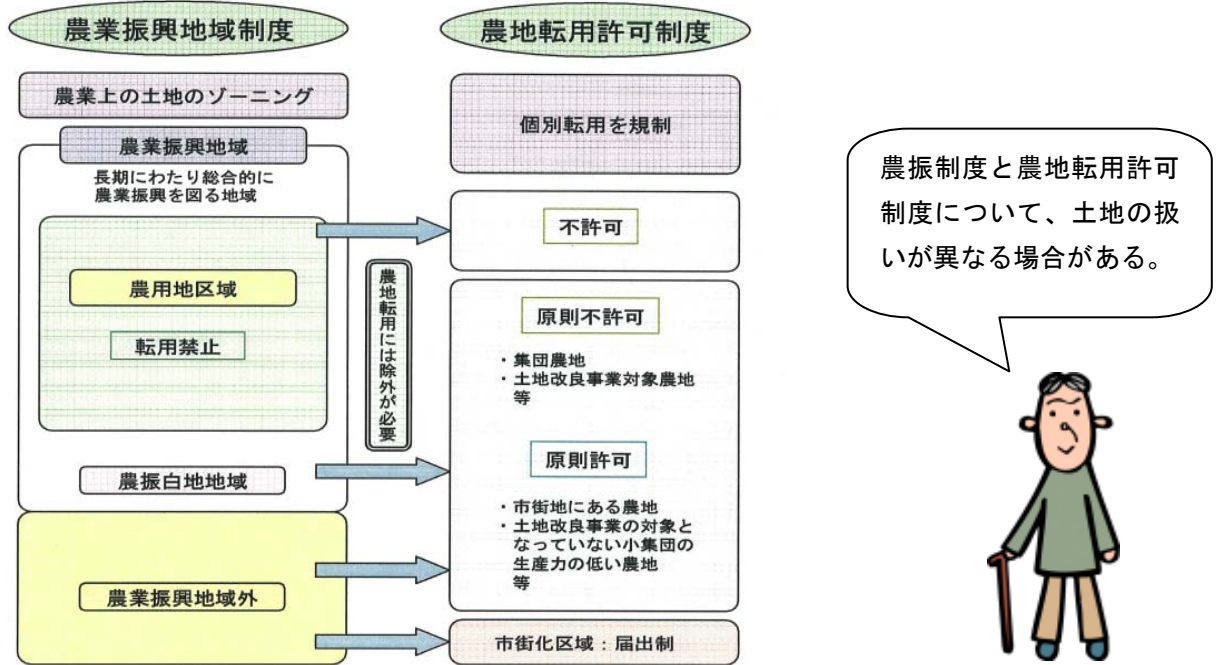 農業振興地域制度
農業上の土地のゾーニング
農業振興地域
長期にわたり総合的に
農業振興を図る地域
農用地区域
転用禁止
農振白地地域
農業振興地域外
農地転用には除外が必要
農地転用許可制度
個別転用を規制
不許可
原則不許可
・集団農地
・土地改良事業対象農地
等
原則許可
・市街地にある農地
・土地改良事業の対象と
なっていない小集団の
生産力の低い農地
等
市街化区域：届出制
農振制度と農地転用許可
制度について、土地の扱
いが異なる場合がある。